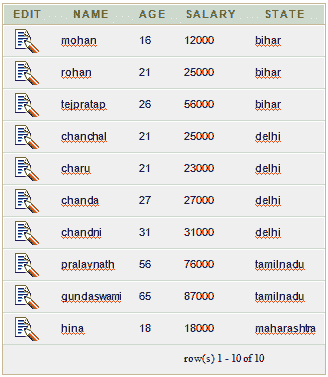 EDIT NAME AGE SALARY STATE
mohan 16 12000 bihar
rohan 21 25000 bihar
tejpratap 26 56000 bihar
chanchal 21 25000 delhi
charu 21 23000 delhi
chanda 27 27000 delhi
chandni 31 31000 delhi
pralavnath 56 76000 tamilnadu
gundaswami 65 87000 tamilnadu
hina 18 18000 maharashtra
row(s) 1 - 10 of 10